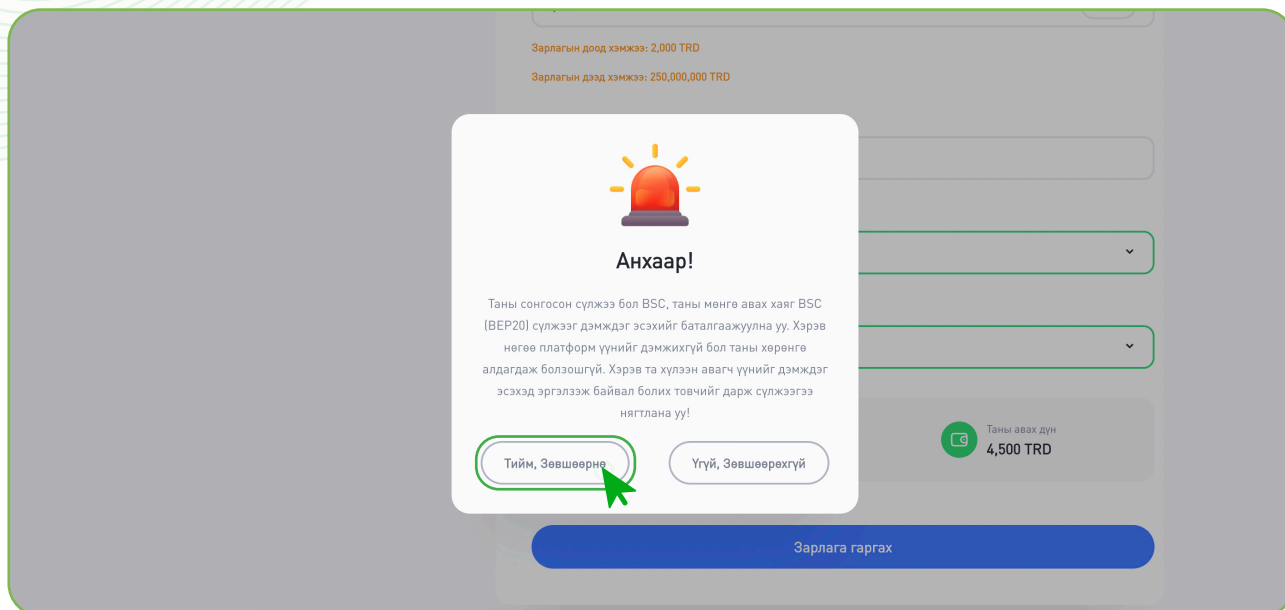 Зарлагын доод хэмжээ: 2,000 TRD
Зарлагын дээд хэмжээ: 250,000,000 TRD
Анхаар!
Таны сонгосон сүлжээ бол BSC, таны мөнгө авах хаяг BSC
(BEP20) сүлжээг дэмждэг эсэхийг баталгаажуулна уу. Хэрэв
нөгөө платформ үүнийг дэмжихгүй бол таны хөрөнгө
алдагдаж болзошгүй. Хэрэв та хүлээн авагч үүнийг дэмждэг
эсэхэд эргэлзэж байвал болих товчийг дарж сүлжээгээ
нягтлана уу!
Таны авах дүн
4,500 TRD
Тийм, Зөвшөөрнө
Үгүй, Зөвшөөрөхгүй
Зарлага гаргах